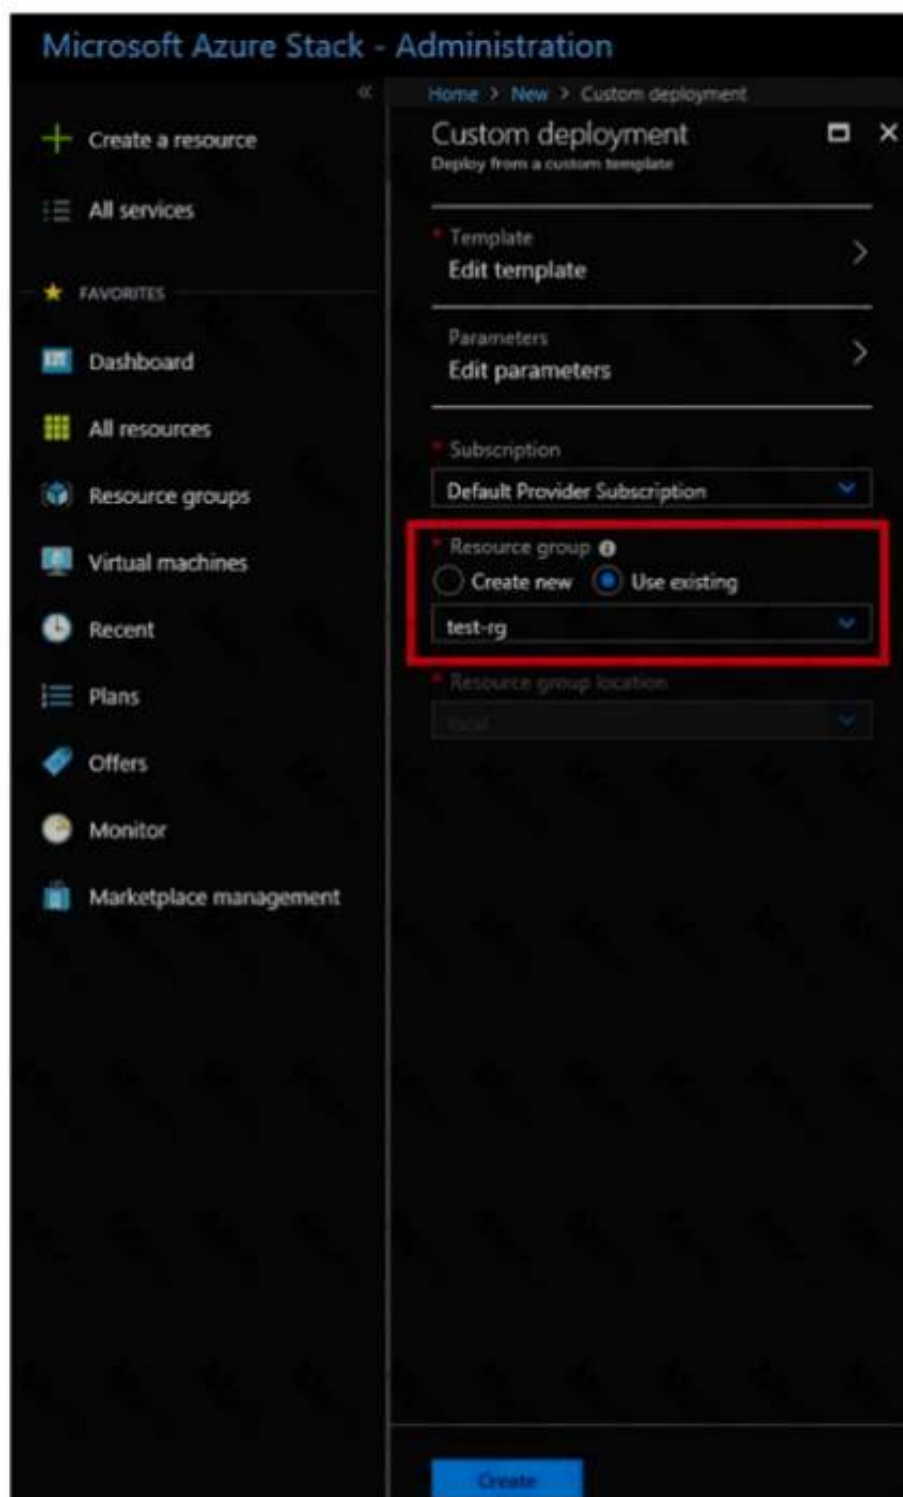 Microsoft Azure Stack - Administration
«
Home > New > Custom deployment
Create a resource
All services
FAVORITES
Dashboard
All resources
Resource groups
Virtual machines
Recent
Plans
Offers
Monitor
Marketplace management
Custom deployment
Deploy from a custom template
* Template
Edit template
Parameters
Edit parameters
* Subscription
Default Provider Subscription
* Resource group
Create new Use existing
test-rg
* Resource group location
local
Create